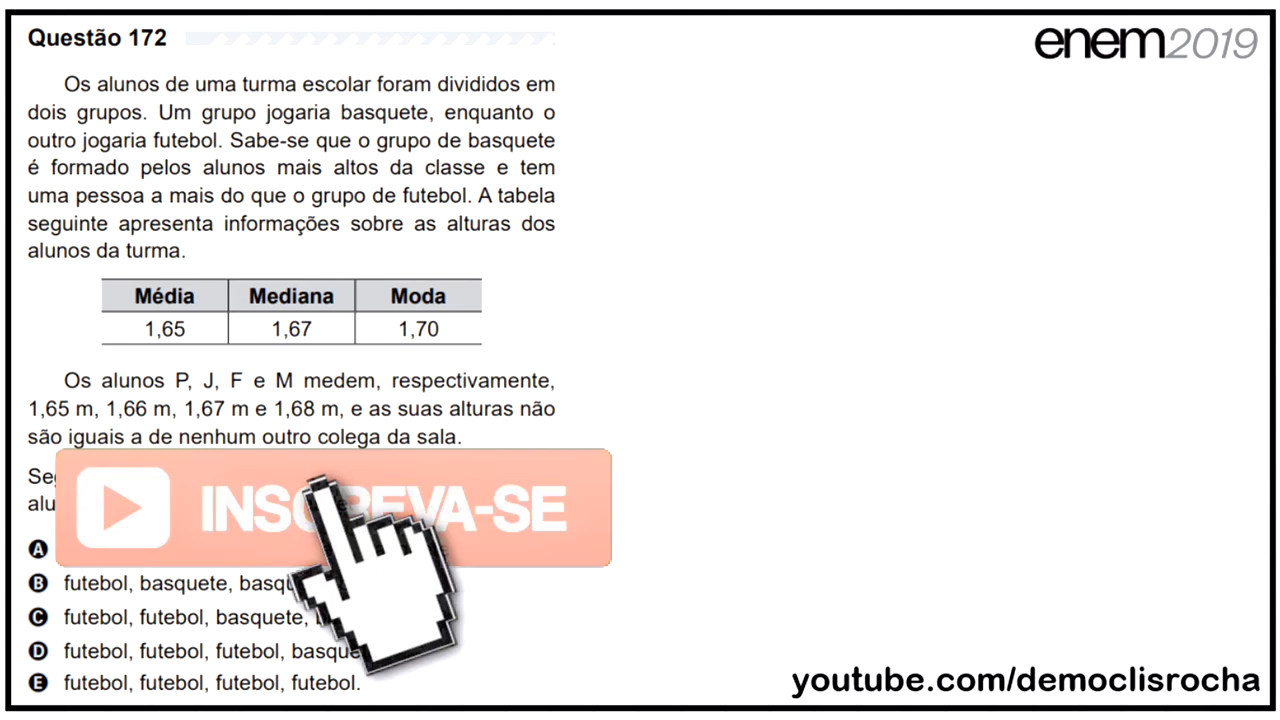 Questão 172
enem2019
Os alunos de uma turma escolar foram divididos em
dois grupos. Um grupo jogaria basquete, enquanto o
outro jogaria futebol. Sabe-se que o grupo de basquete
é formado pelos alunos mais altos da classe e tem
uma pessoa a mais do que o grupo de futebol. A tabela
seguinte apresenta informações sobre as alturas dos
alunos da turma.
Média Mediana Moda
1,65 1,67 1,70
Os alunos P, J, F e M medem, respectivamente,
1,65 m, 1,66 m, 1,67 m e 1,68 m, e as suas alturas não
são iguais a de nenhum outro colega da sala.
INSCREVA-SE
A
B futebol, basquete,
C futebol, futebol, basquete,
D futebol, futebol, futebol,
E futebol, futebol, futebol, futebol.
youtube.com/democlisrocha